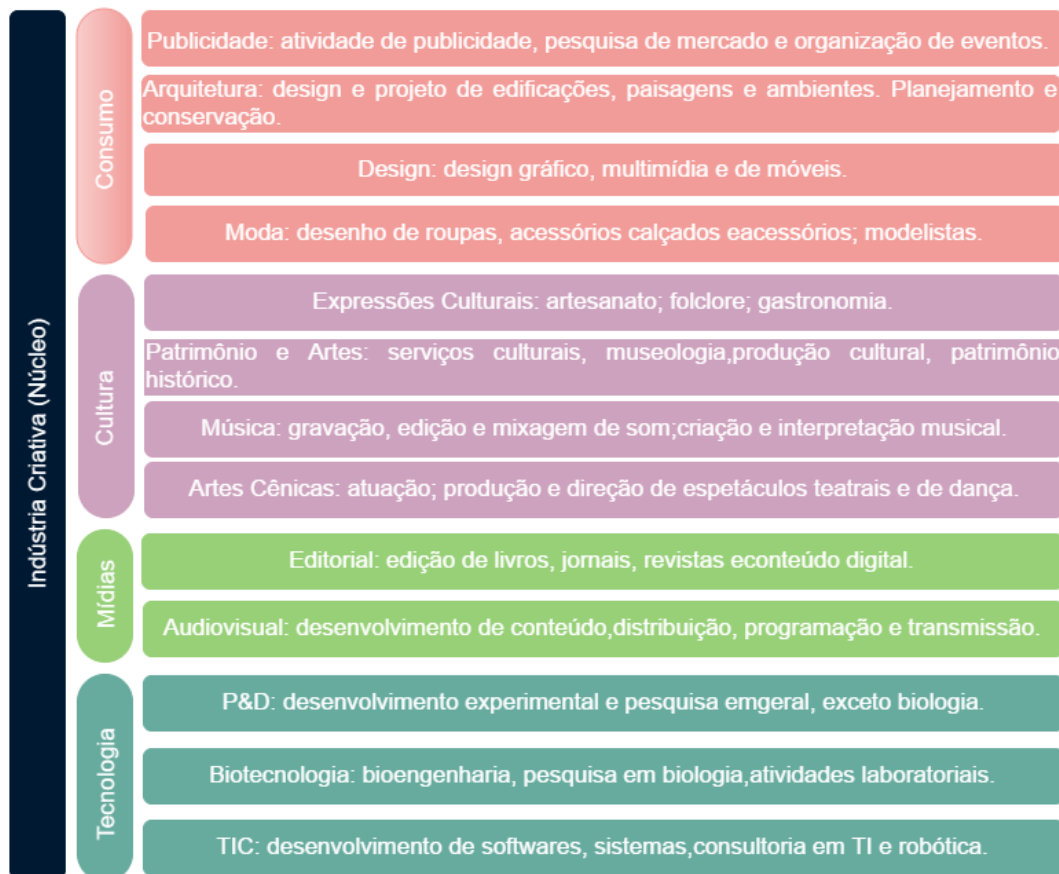 Indústria Criativa (Núcleo)
Consumo
Publicidade: atividade de publicidade, pesquisa de mercado e organização de eventos.
Arquitetura: design e projeto de edificações, paisagens e ambientes. Planejamento e
conservação.
Design: design gráfico, multimídia e de móveis.
Moda: desenho de roupas, acessórios calçados eacessórios; modelistas.
Cultura
Expressões Culturais: artesanato; folclore; gastronomia.
Patrimônio e Artes: serviços culturais, museologia,produção cultural, patrimônio
histórico.
Música: gravação, edição e mixagem de som;criação e interpretação musical.
Artes Cênicas: atuação; produção e direção de espetáculos teatrais e de dança.
Mídias
Editorial: edição de livros, jornais, revistas econteúdo digital.
Audiovisual: desenvolvimento de conteúdo,distribuição, programação e transmissão.
Tecnologia
P&D: desenvolvimento experimental e pesquisa emgeral, exceto biologia.
Biotecnologia: bioengenharia, pesquisa em biologia,atividades laboratoriais.
TIC: desenvolvimento de softwares, sistemas,consultoria em TI e robótica.